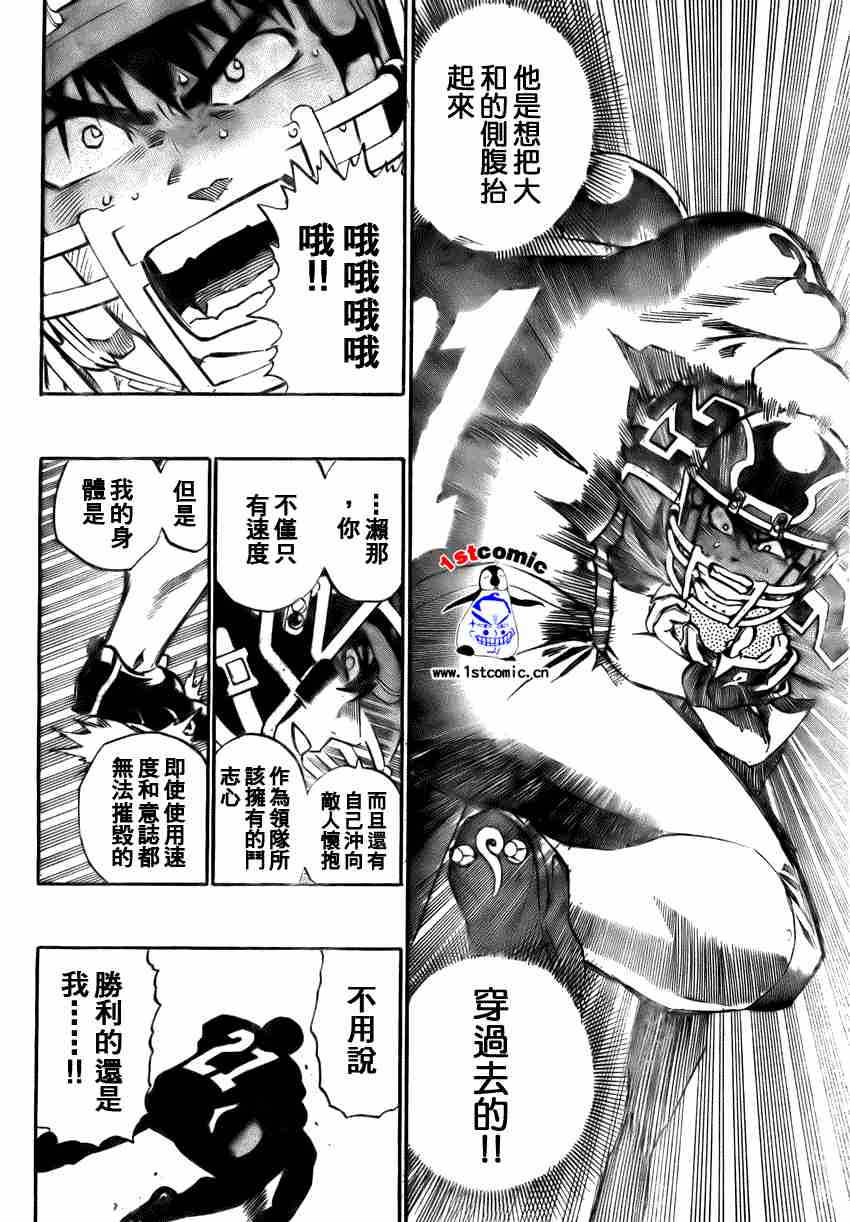 他是想把大
和的側腹抬
起來
穿過去的!!
21
1stcomic
www.1stcomic.cn
哦哦哦哦
哦!!
…瀨那
，你
不僅只
有速度
而且還有
自己沖向
敵人懷抱
作為領隊所
該擁有的鬥
志心
但是
我的身
體是
即使使用速
度和意誌都
無法摧毀的
不用說
勝利的還是
我……!!
21